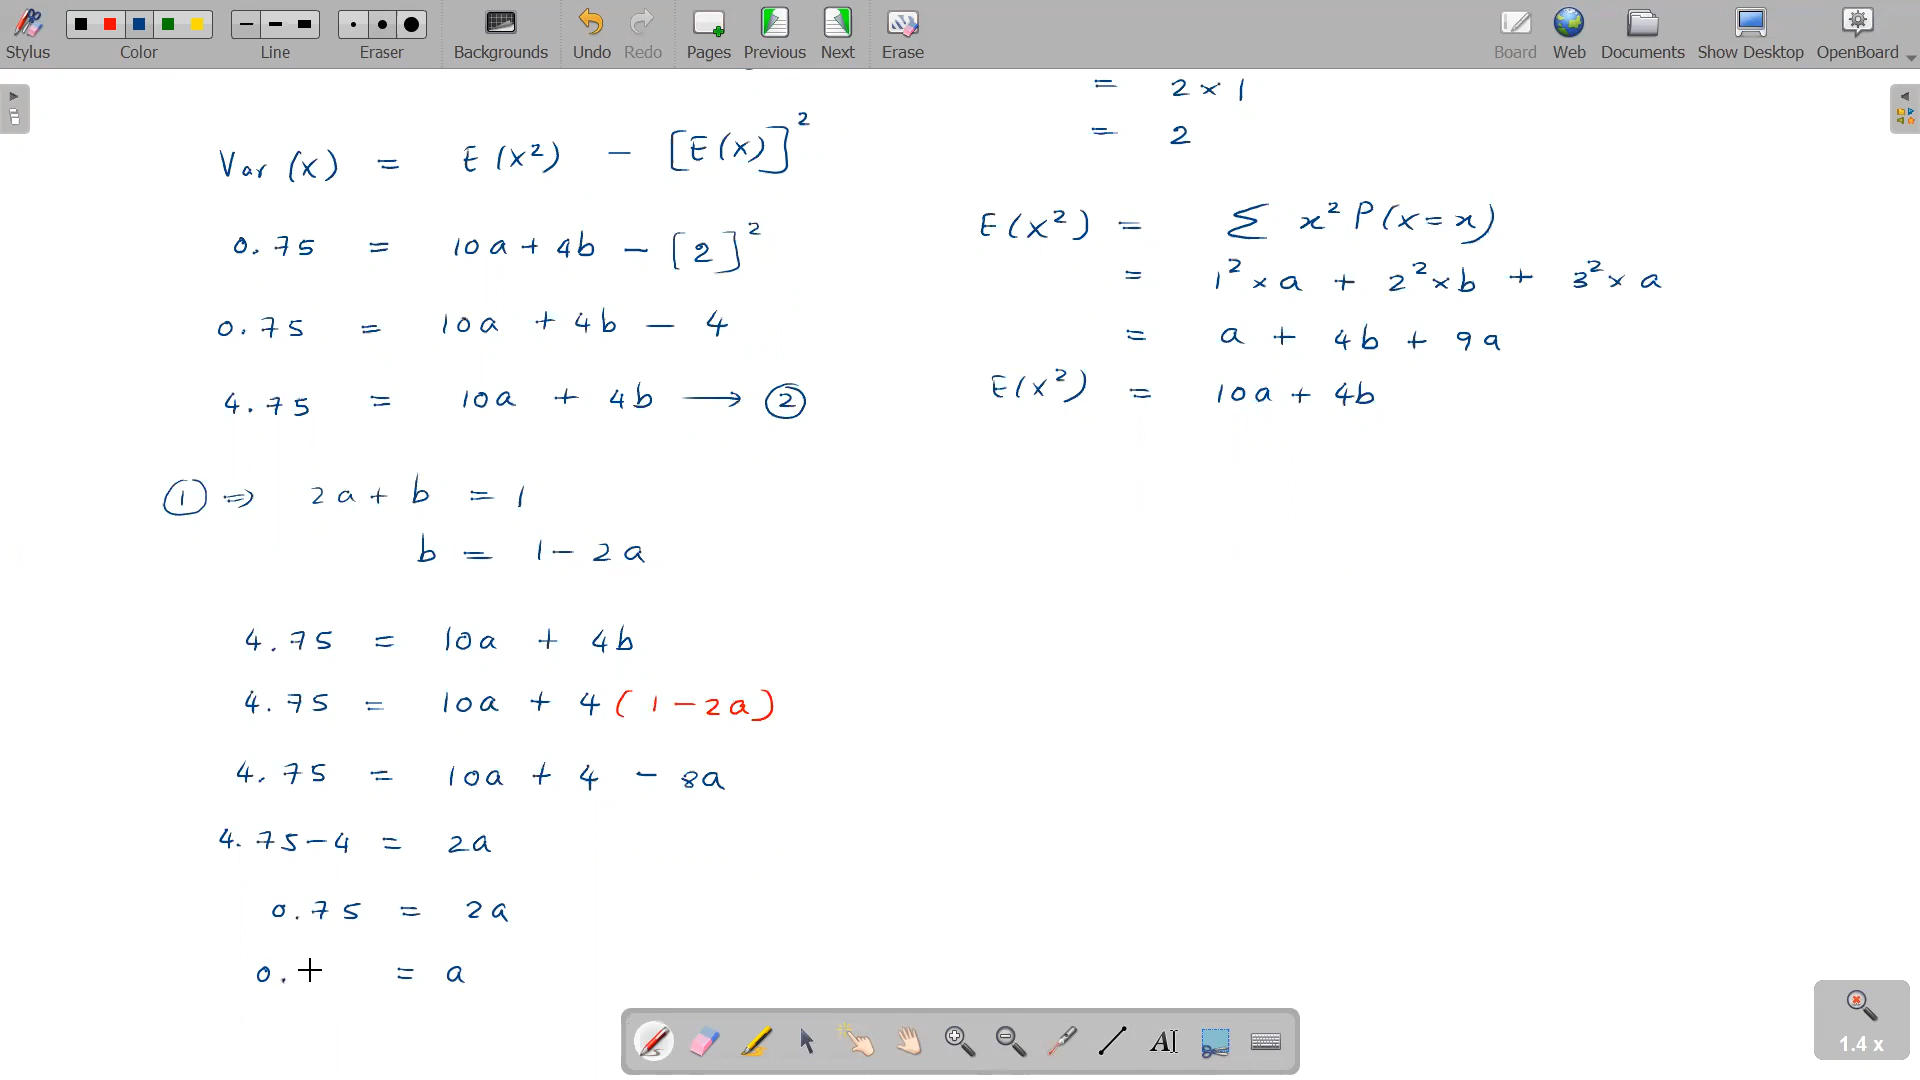 Stylus Color Line Eraser Backgrounds Undo Redo Pages Previous Next Erase Board Web Documents Show Desktop OpenBoard
Var (X) = E(X²) − [E(X)]²
0.75 = 10a + 4b − [2]²
0.75 = 10a + 4b − 4
4.75 = 10a + 4b ⟶ ②
① ⇒ 2a + b = 1
b = 1 − 2a
4.75 = 10a + 4b
4.75 = 10a + 4(1 − 2a)
4.75 = 10a + 4 − 8a
4.75 − 4 = 2a
0.75 = 2a
0. = a
= 2 × 1
= 2
E(X²) = Σ x² P(X = x)
= 1² × a + 2² × b + 3² × a
= a + 4b + 9a
E(X²) = 10a + 4b
1.4 x